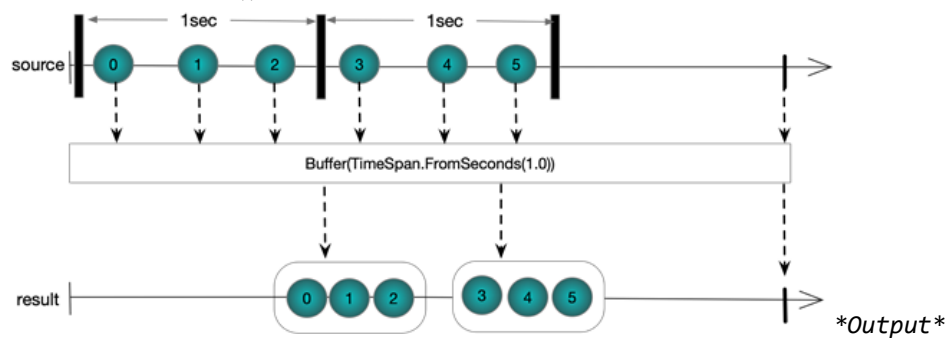 1sec 1sec
source 0 1 2 3 4 5
Buffer(TimeSpan.FromSeconds(1.0))
result 0 1 2 3 4 5
*Output*